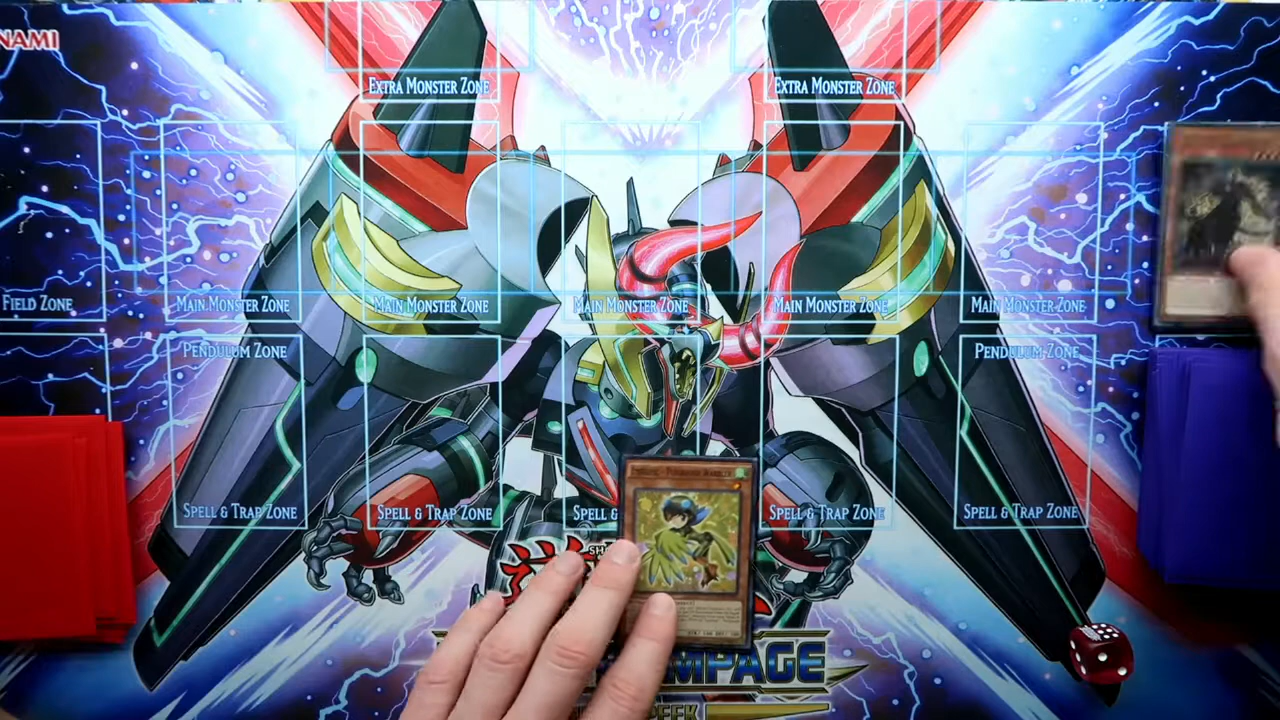 NAMI
EXTRA MONSTER ZONE
EXTRA MONSTER ZONE
FIELD ZONE
MAIN MONSTER ZONE
MAIN MONSTER ZONE
MAIN MONSTER ZONE
MAIN MONSTER ZONE
MAIN MONSTER ZONE
PENDULUM ZONE
PENDULUM ZONE
SPELL & TRAP ZONE
SPELL & TRAP ZONE
SPELL &
SPELL & TRAP ZONE
SPELL & TRAP ZONE
MPAGE
EEK